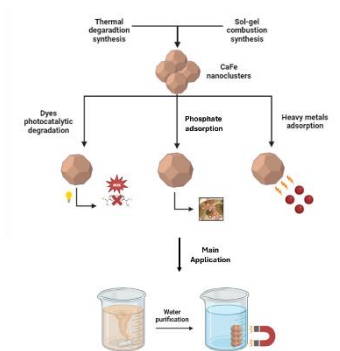 Thermal
degaradtion
synthesis
Sol-gel
combustion
synthesis
CaFe
nanoclusters
Dyes
photocatalytic
degradation
Phosphate
adsorption
Heavy metals
adsorption
Main
Application
Water
purification